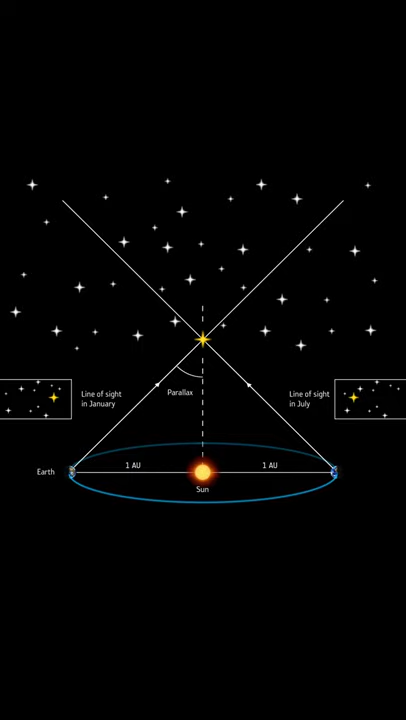 Line of sight
in January
Parallax
Line of sight
in July
Earth
1 AU
1 AU
Sun